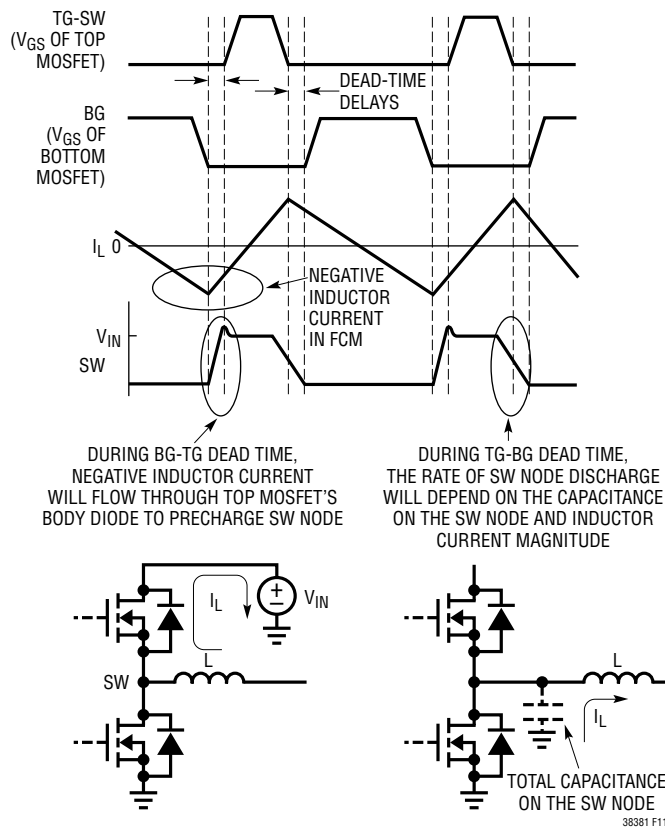 TG-SW
(VGS OF TOP
MOSFET)
DEAD-TIME
DELAYS
BG
(VGS OF
BOTTOM
MOSFET)
IL 0
NEGATIVE
INDUCTOR
CURRENT
IN FCM
VIN
SW
DURING BG-TG DEAD TIME,
NEGATIVE INDUCTOR CURRENT
WILL FLOW THROUGH TOP MOSFET'S
BODY DIODE TO PRECHARGE SW NODE
DURING TG-BG DEAD TIME,
THE RATE OF SW NODE DISCHARGE
WILL DEPEND ON THE CAPACITANCE
ON THE SW NODE AND INDUCTOR
CURRENT MAGNITUDE
IL
+
–
VIN
SW
L
L
IL
TOTAL CAPACITANCE
ON THE SW NODE
38381 F11